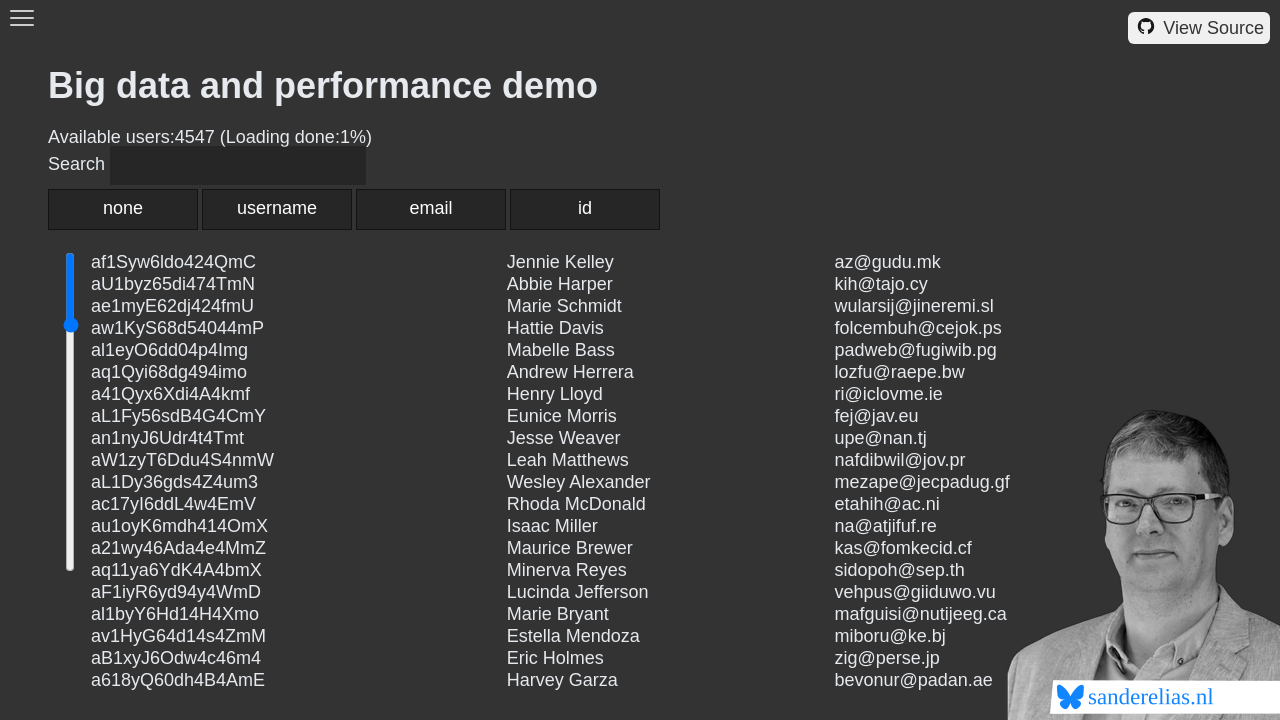 View Source
Big data and performance demo
Available users:4547 (Loading done:1%)
Search
none username email id
af1Syw6ldo424QmC Jennie Kelley az@gudu.mk
aU1byz65di474TmN Abbie Harper kih@tajo.cy
ae1myE62dj424fmU Marie Schmidt wularsij@jineremi.sl
aw1KyS68d54044mP Hattie Davis folcembuh@cejok.ps
al1eyO6dd04p4Img Mabelle Bass padweb@fugiwib.pg
aq1Qyi68dg494imo Andrew Herrera lozfu@raepe.bw
a41Qyx6Xdi4A4kmf Henry Lloyd ri@iclovme.ie
aL1Fy56sdB4G4CmY Eunice Morris fej@jav.eu
an1nyJ6Udr4t4Tmt Jesse Weaver upe@nan.tj
aW1zyT6Ddu4S4nmW Leah Matthews nafdibwil@jov.pr
aL1Dy36gds4Z4um3 Wesley Alexander mezape@jecpadug.gf
ac17yI6ddL4w4EmV Rhoda McDonald etahih@ac.ni
au1oyK6mdh414OmX Isaac Miller na@atjifuf.re
a21wy46Ada4e4MmZ Maurice Brewer kas@fomkecid.cf
aq11ya6YdK4A4bmX Minerva Reyes sidopoh@sep.th
aF1iyR6yd94y4WmD Lucinda Jefferson vehpus@giiduwo.vu
al1byY6Hd14H4Xmo Marie Bryant mafguisi@nutijeeg.ca
av1HyG64d14s4ZmM Estella Mendoza miboru@ke.bj
aB1xyJ6Odw4c46m4 Eric Holmes zig@perse.jp
a618yQ60dh4B4AmE Harvey Garza bevonur@padan.ae
sanderelias.nl